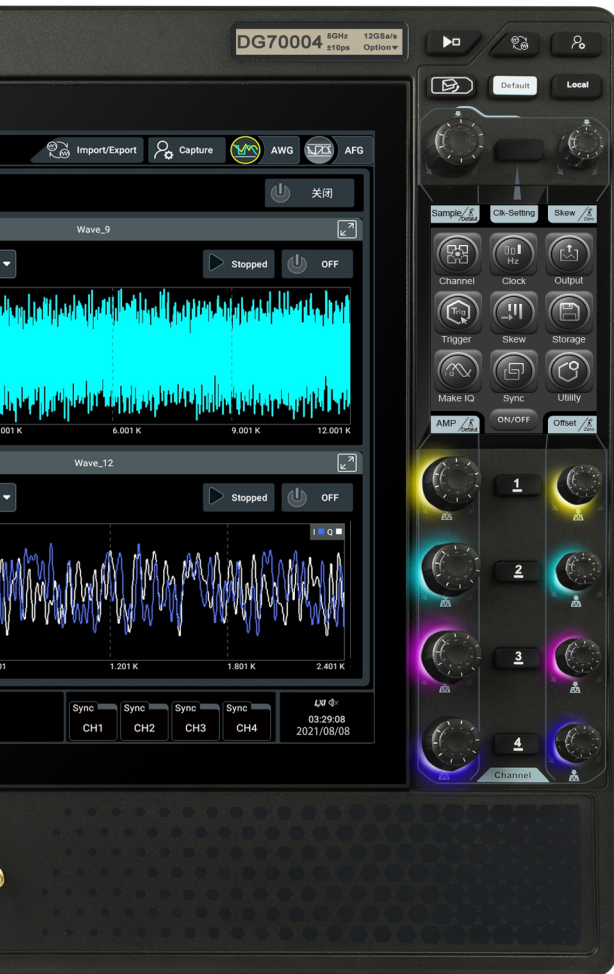 DG70004 5GHz 12GSa/s
±10ps Option▼
Default
Local
Import/Export Capture AWG AFG
关闭
Wave_9
Stopped OFF
001 K 6.001 K 9.001 K 12.001 K
Wave_12
Stopped OFF
I Q
01 1.201 K 1.801 K 2.401 K
Sync Sync Sync Sync
CH1 CH2 CH3 CH4
LXI
03:29:08
2021/08/08
Sample/ Clk-Setting Skew/Zero
Channel Clock Output
Trig
Hz
Trigger Skew Storage
Make IQ Sync Utility
AMP ON/OFF Offset/Zero
1
2
3
4
Channel